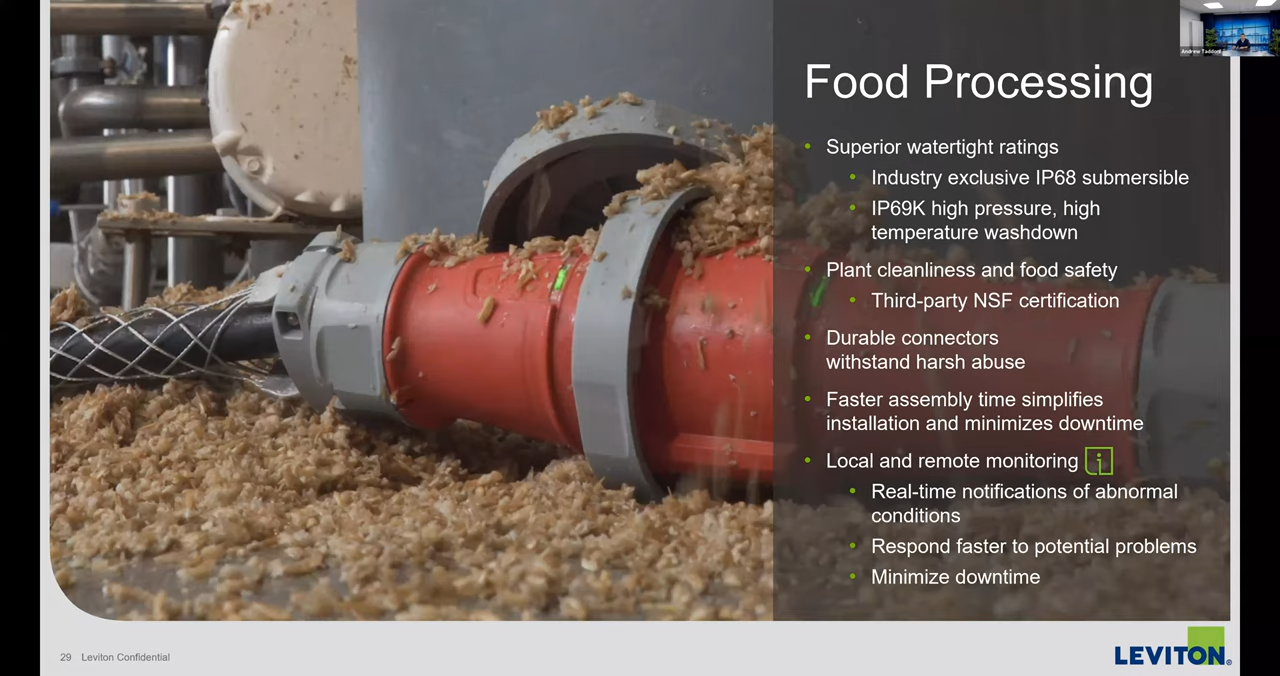 Andrew Taddoni
Food Processing
Superior watertight ratings
Industry exclusive IP68 submersible
IP69K high pressure, high
temperature washdown
Plant cleanliness and food safety
Third-party NSF certification
Durable connectors
withstand harsh abuse
Faster assembly time simplifies
installation and minimizes downtime
Local and remote monitoring
Real-time notifications of abnormal
conditions
Respond faster to potential problems
Minimize downtime
29 Leviton Confidential
LEVITON®